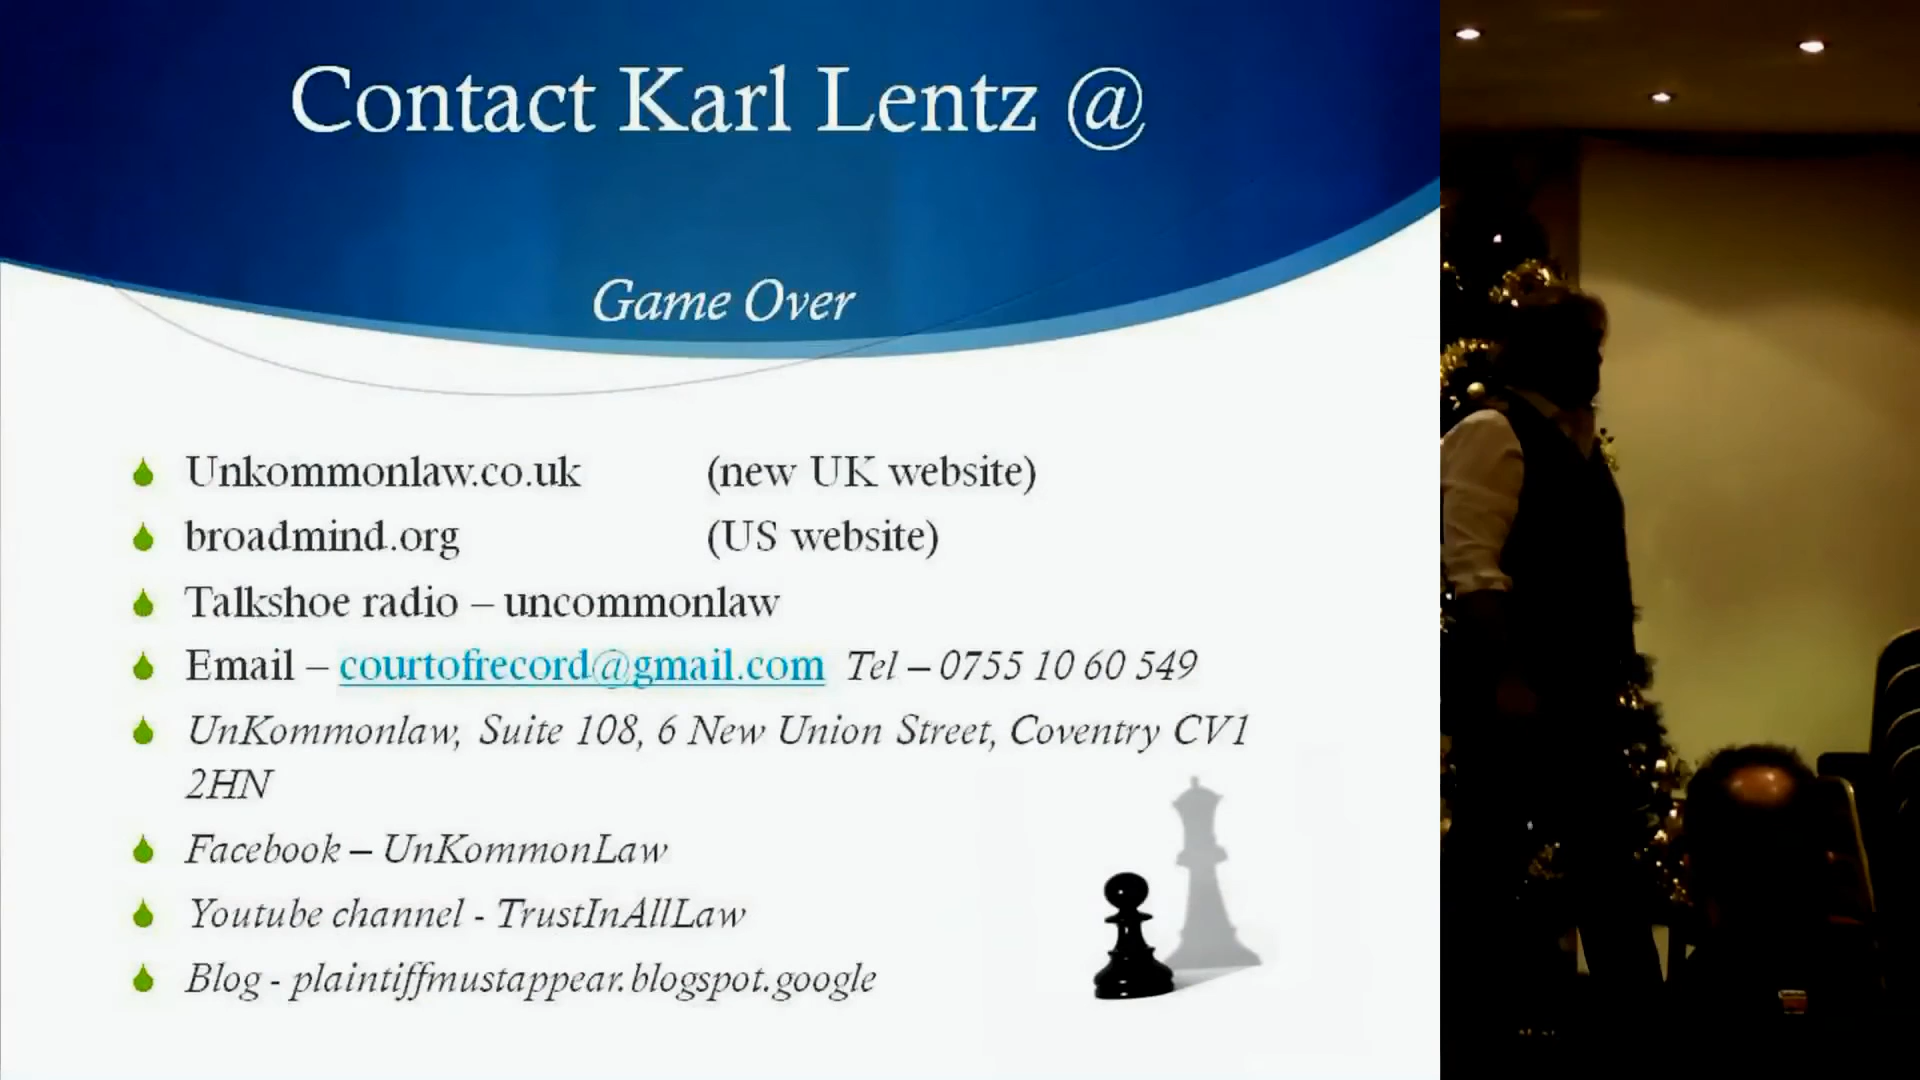 Contact Karl Lentz @
Game Over
Unkommonlaw.co.uk (new UK website)
broadmind.org (US website)
Talkshoe radio – uncommonlaw
Email – courtofrecord@gmail.com Tel – 0755 10 60 549
UnKommonlaw, Suite 108, 6 New Union Street, Coventry CV1
2HN
Facebook – UnKommonLaw
Youtube channel - TrustInAllLaw
Blog - plaintiffmustappear.blogspot.google